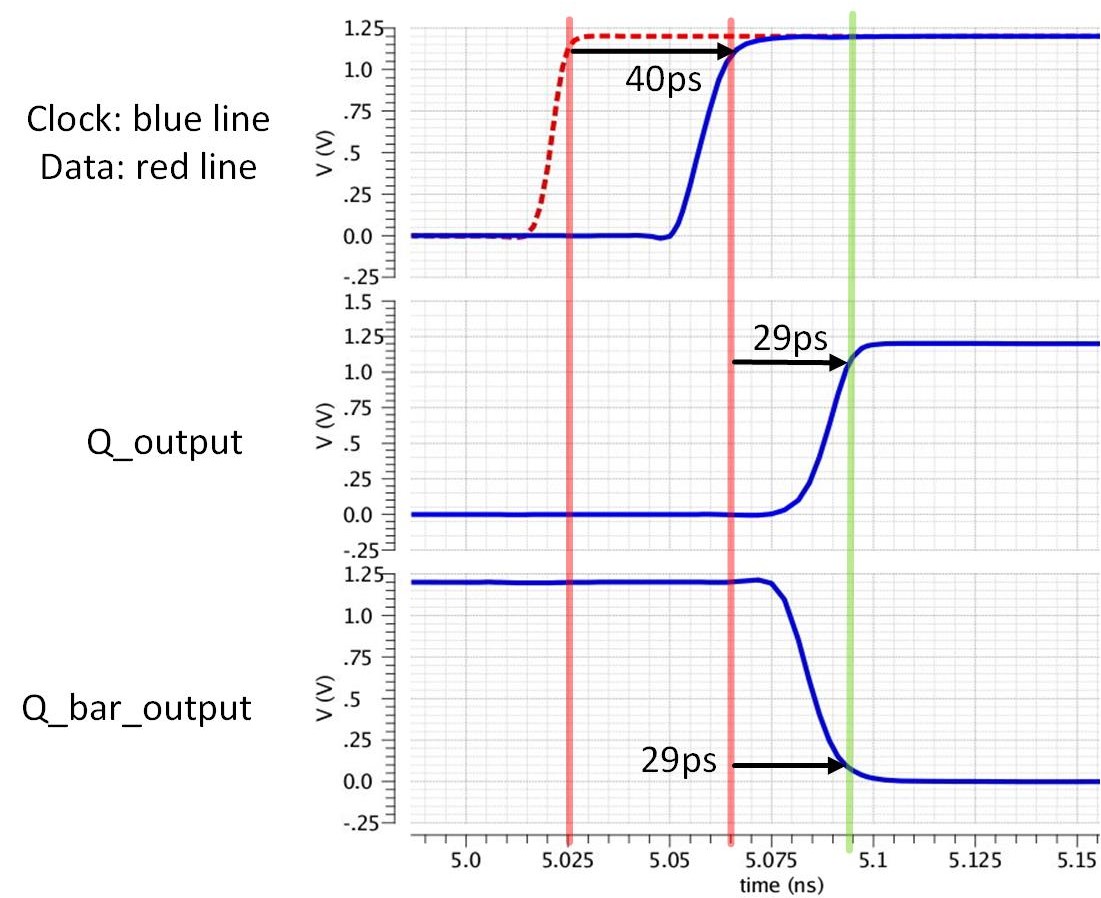 Clock: blue line
Data: red line
V (V)
1.25
1.0
.75
.5
.25
0.0
-.25
40ps
Q_output
V (V)
1.5
1.25
1.0
.75
.5
.25
0.0
-.25
29ps
Q_bar_output
V (V)
1.25
1.0
.75
.5
.25
0.0
-.25
29ps
5.0 5.025 5.05 5.075 5.1 5.125 5.15
time (ns)